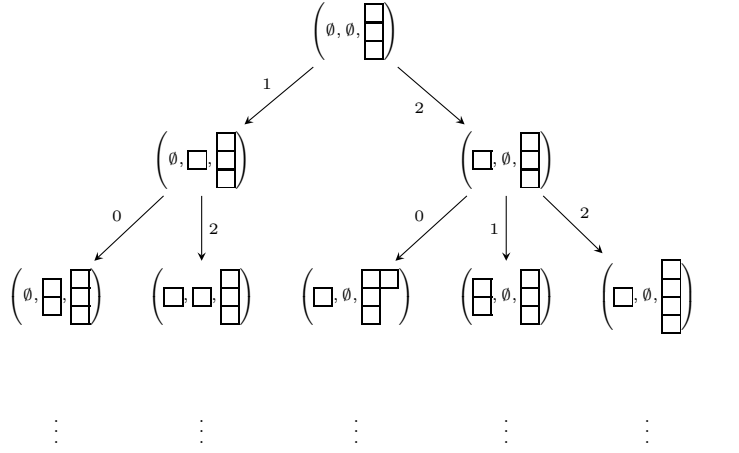 (∅, ∅, )
1
2
(∅, , )
( , ∅, )
0
2
0
1
2
(∅, , )
( , , )
( , ∅, )
( , ∅, )
( , ∅, )
⋮ ⋮ ⋮ ⋮ ⋮